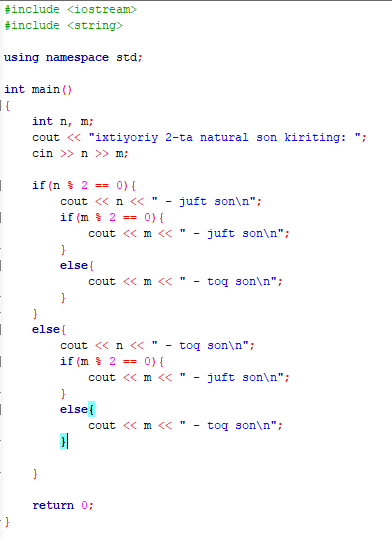 #include <iostream>
#include <string>
using namespace std;
int main()
{
int n, m;
cout << "ixtiyoriy 2-ta natural son kiriting: ";
cin >> n >> m;
if(n % 2 == 0){
cout << n << " - juft son\n";
if(m % 2 == 0){
cout << m << " - juft son\n";
}
else{
cout << m << " - toq son\n";
}
}
else{
cout << n << " - toq son\n";
if(m % 2 == 0){
cout << m << " - juft son\n";
}
else{
cout << m << " - toq son\n";
}
}
return 0;
}